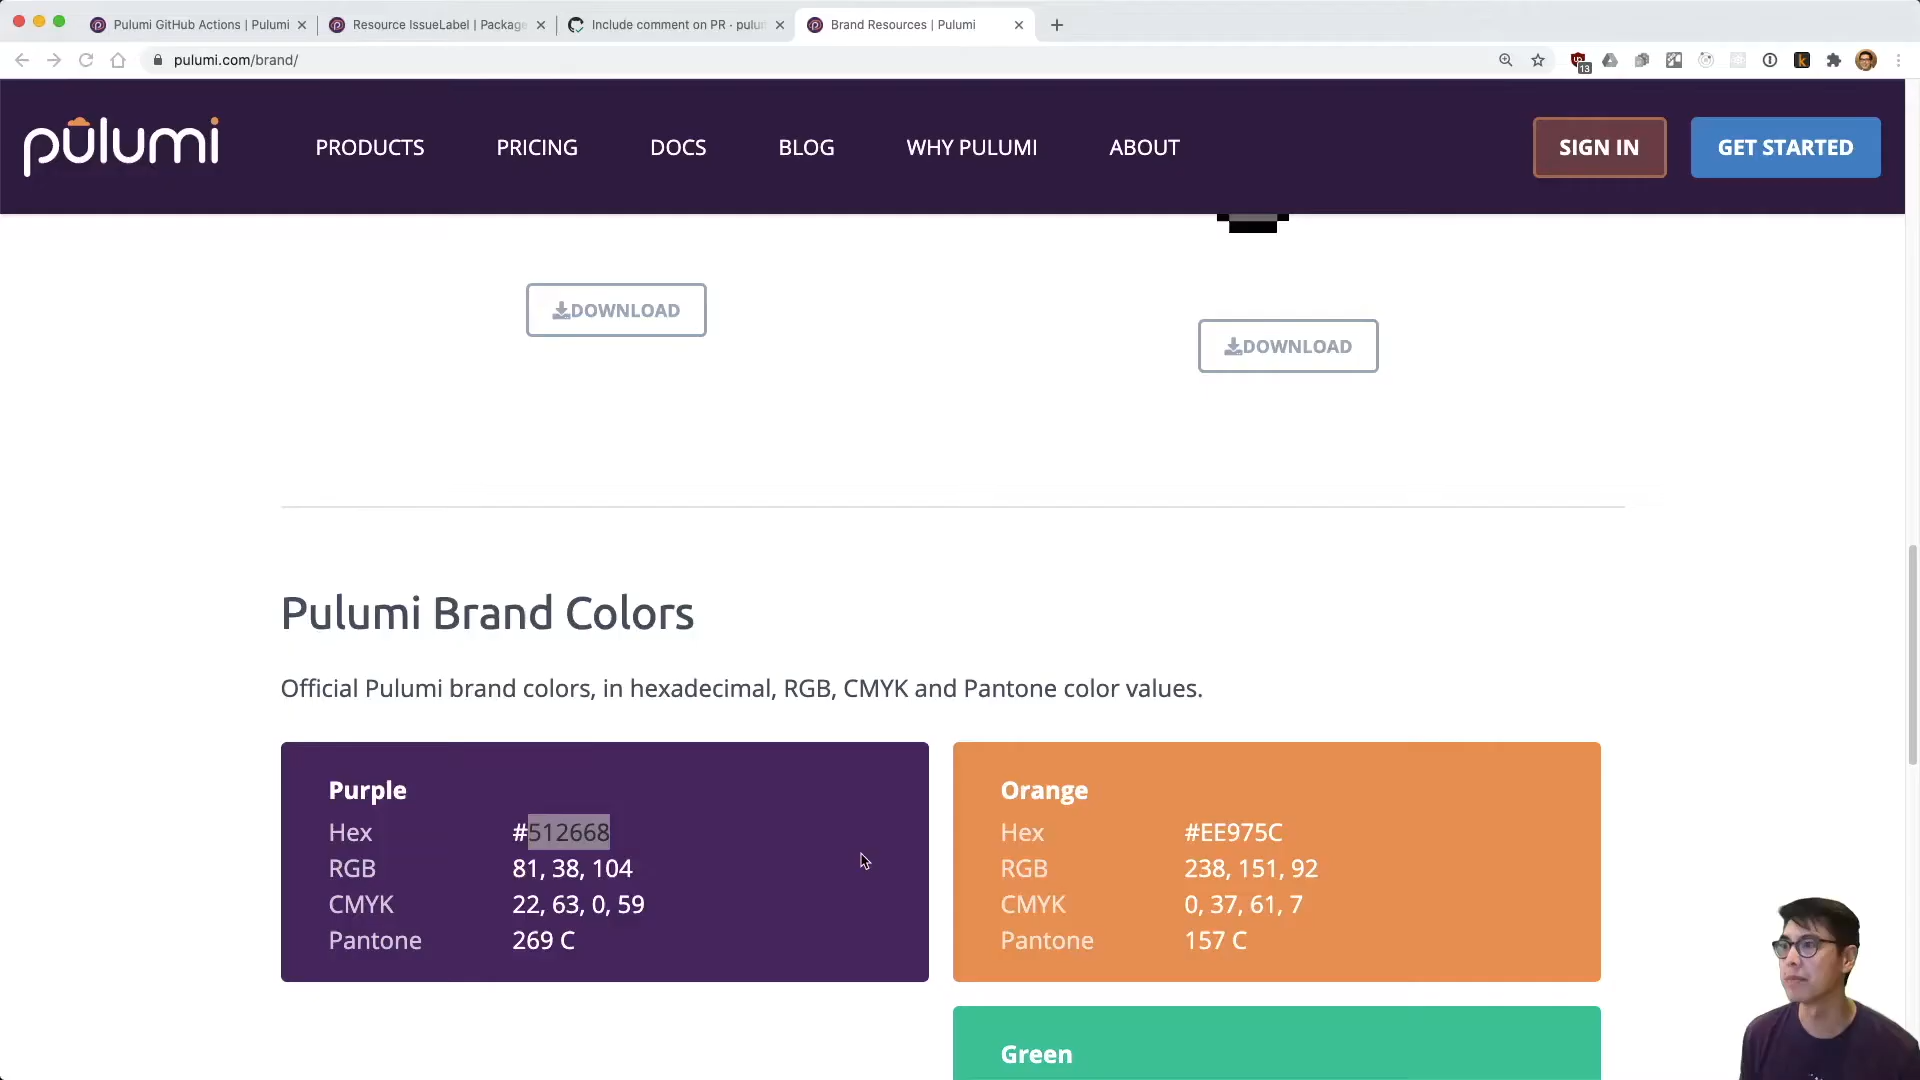 Pulumi GitHub Actions | Pulumi
Resource IssueLabel | Package
Include comment on PR · pulum
Brand Resources | Pulumi
pulumi.com/brand/
13
k
pulumi
PRODUCTS
PRICING
DOCS
BLOG
WHY PULUMI
ABOUT
SIGN IN
GET STARTED
DOWNLOAD
DOWNLOAD
Pulumi Brand Colors
Official Pulumi brand colors, in hexadecimal, RGB, CMYK and Pantone color values.
Purple
Hex #512668
RGB 81, 38, 104
CMYK 22, 63, 0, 59
Pantone 269 C
Orange
Hex #EE975C
RGB 238, 151, 92
CMYK 0, 37, 61, 7
Pantone 157 C
Green